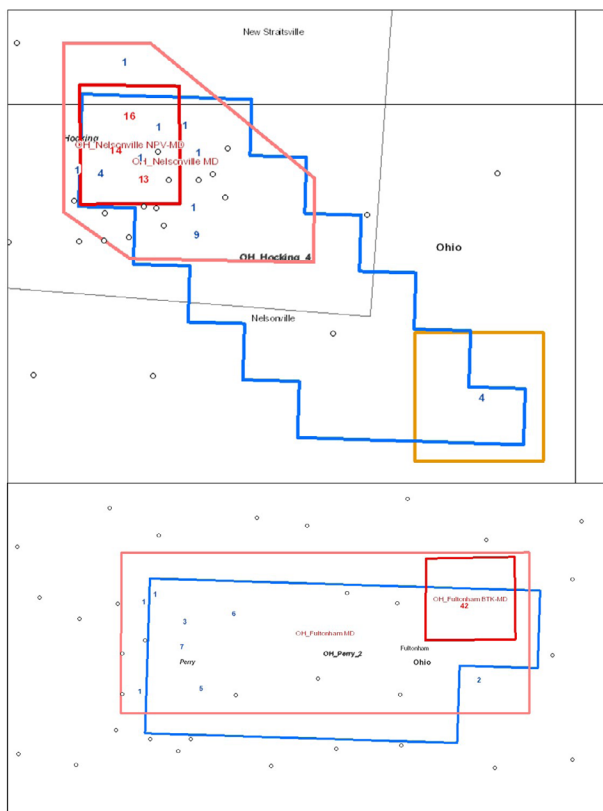 New Straitsville
1
16
1
1
Hocking
OH_Nelsonville NPV-MD
14
1
1
OH_Nelsonville MD
1
4
13
1
9
Ohio
OH_Hocking_4
Nelsonville
4
OH_Fultonham BTK-MD
42
1
1
6
3
OH_Fultonham MD
7
Fultonham
OH_Perry_2
Perry
Ohio
2
1
5